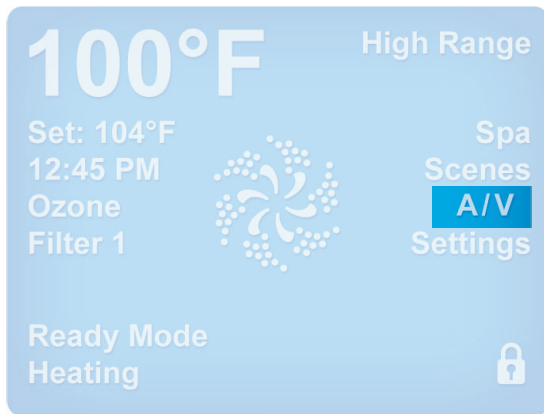 100°F
High Range
Set: 104°F
12:45 PM
Ozone
Filter 1
Spa
Scenes
A/V
Settings
Ready Mode
Heating